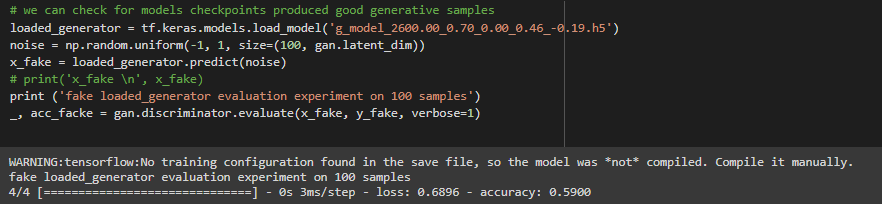 # we can check for models checkpoints produced good generative samples
loaded_generator = tf.keras.models.load_model('g_model_2600.00_0.70_0.00_0.46_-0.19.h5')
noise = np.random.uniform(-1, 1, size=(100, gan.latent_dim))
x_fake = loaded_generator.predict(noise)
# print('x_fake \n', x_fake)
print ('fake loaded_generator evaluation experiment on 100 samples')
_, acc_facke = gan.discriminator.evaluate(x_fake, y_fake, verbose=1)
WARNING:tensorflow:No training configuration found in the save file, so the model was *not* compiled. Compile it manually.
fake loaded_generator evaluation experiment on 100 samples
4/4 [==============================] - 0s 3ms/step - loss: 0.6896 - accuracy: 0.5900